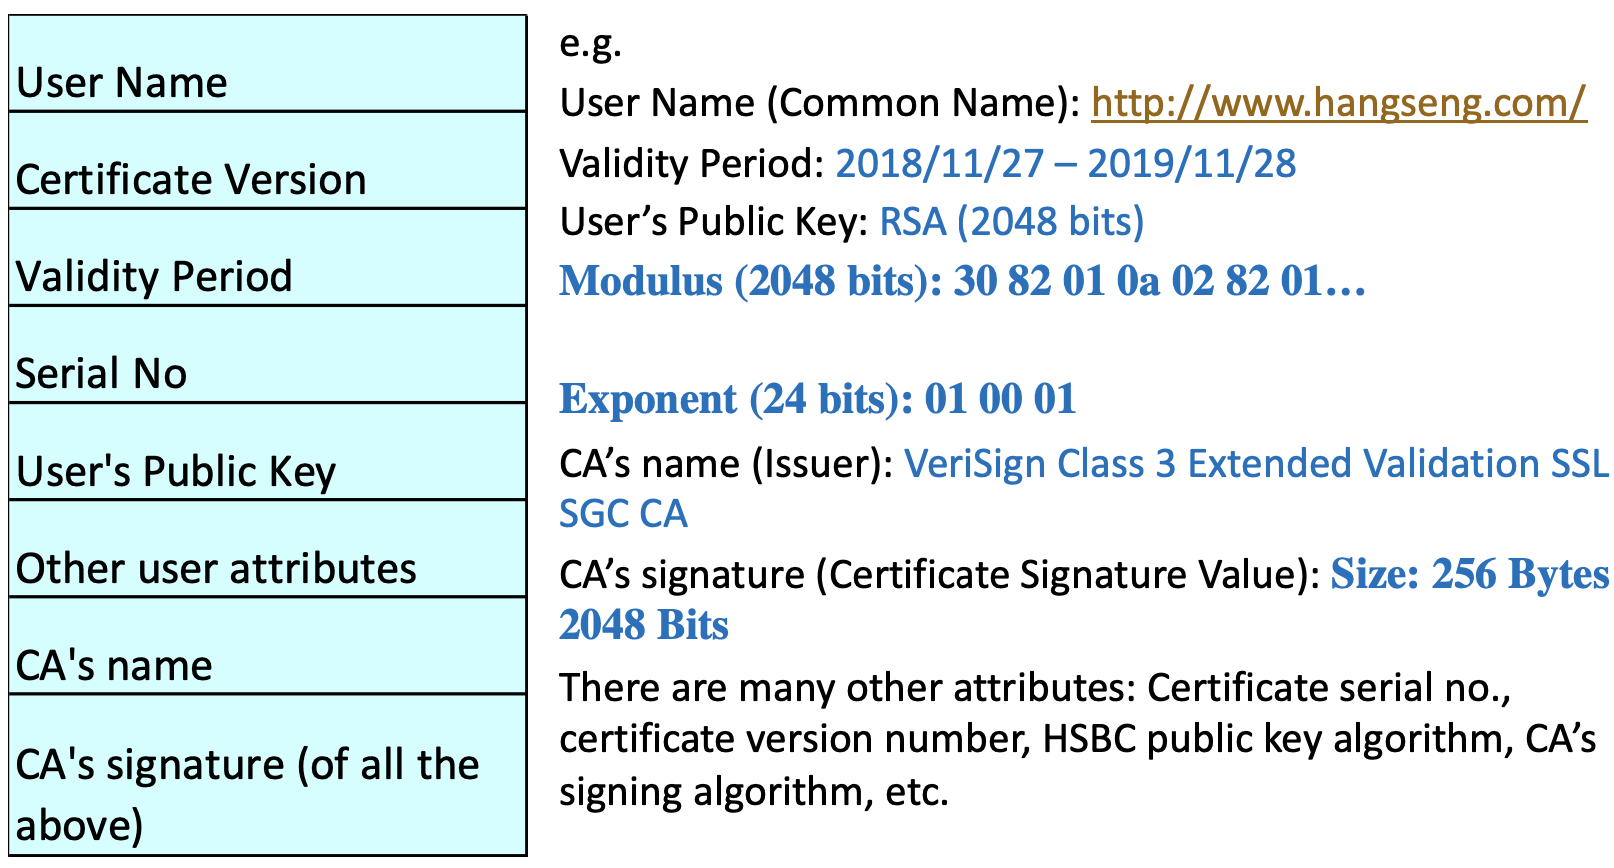 User Name
Certificate Version
Validity Period
Serial No
User's Public Key
Other user attributes
CA's name
CA's signature (of all the
above)
e.g.
User Name (Common Name): http://www.hangseng.com/
Validity Period: 2018/11/27 – 2019/11/28
User’s Public Key: RSA (2048 bits)
Modulus (2048 bits): 30 82 01 0a 02 82 01…
Exponent (24 bits): 01 00 01
CA’s name (Issuer): VeriSign Class 3 Extended Validation SSL
SGC CA
CA’s signature (Certificate Signature Value): Size: 256 Bytes
2048 Bits
There are many other attributes: Certificate serial no.,
certificate version number, HSBC public key algorithm, CA’s
signing algorithm, etc.